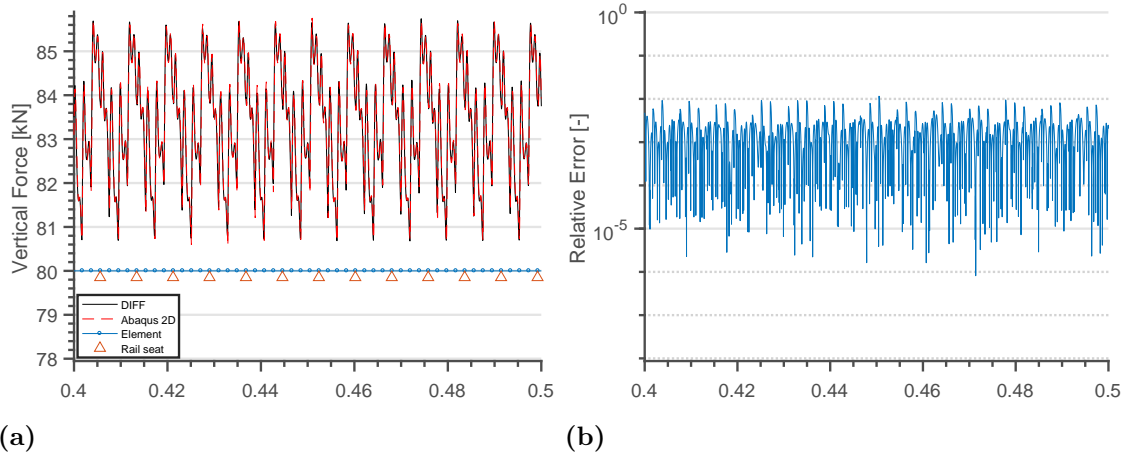 Vertical Force [kN]
85
84
83
82
81
80
79
78
DIFF
Abaqus 2D
Element
Rail seat
0.4
0.42
0.44
0.46
0.48
0.5
(a)
Relative Error [-]
10^0
10^-5
0.4
0.42
0.44
0.46
0.48
0.5
(b)